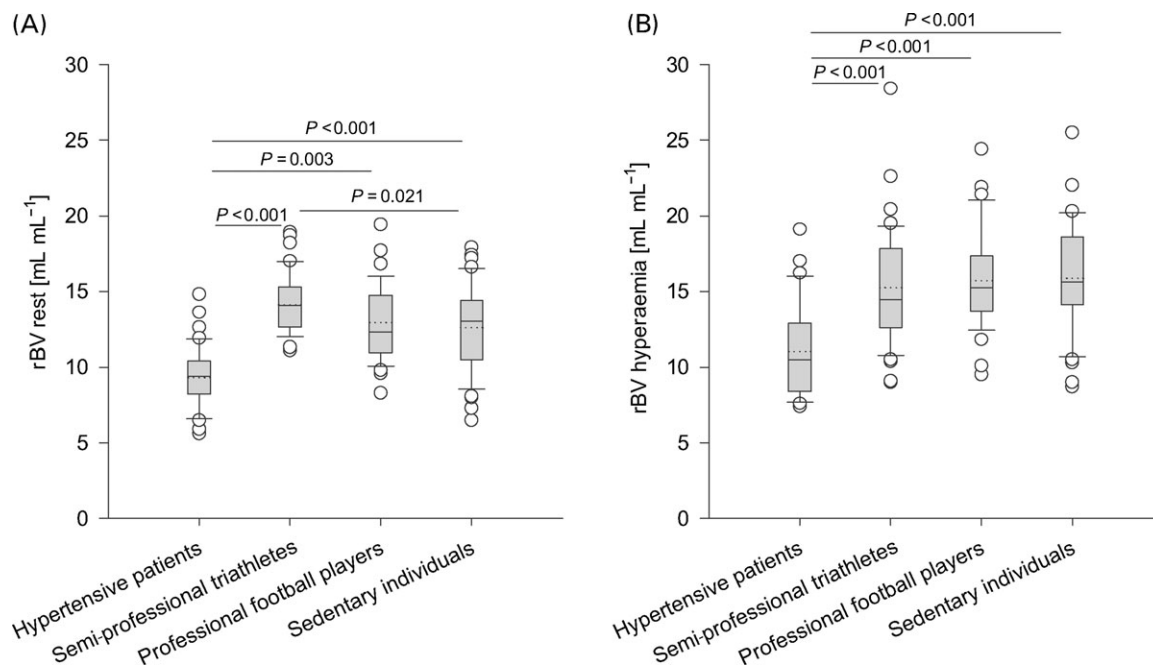 (A)
P<0.001
P=0.003
P=0.021
P<0.001
rBV rest [mL mL⁻¹]
30
25
20
15
10
5
0
Hypertensive patients
Semi-professional triathletes
Professional football players
Sedentary individuals
(B)
P<0.001
P<0.001
P<0.001
rBV hyperaemia [mL mL⁻¹]
30
25
20
15
10
5
0
Hypertensive patients
Semi-professional triathletes
Professional football players
Sedentary individuals